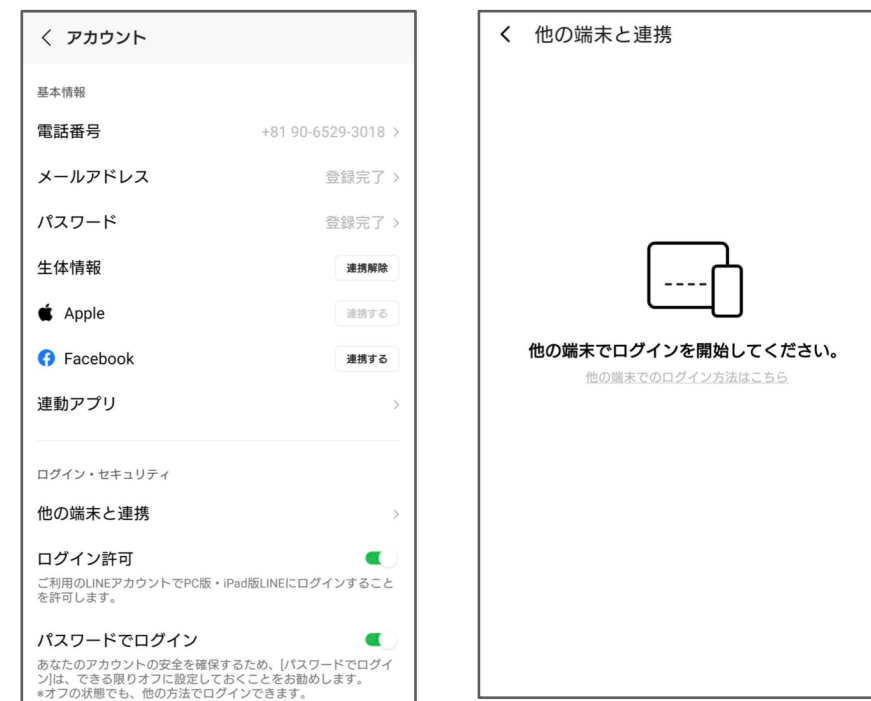 アカウント
基本情報
電話番号
+81 90-6529-3018
メールアドレス
登録完了
パスワード
登録完了
生体情報
連携解除
Apple
連携する
Facebook
連携する
連動アプリ
ログイン・セキュリティ
他の端末と連携
ログイン許可
ご利用のLINEアカウントでPC版・iPad版LINEにログインすること
を許可します。
パスワードでログイン
あなたのアカウントの安全を確保するため、[パスワードでログイ
ン]は、できる限りオフに設定しておくことをお勧めします。
※オフの状態でも、他の方法でログインできます。
他の端末と連携
他の端末でログインを開始してください。
他の端末でのログイン方法はこちら